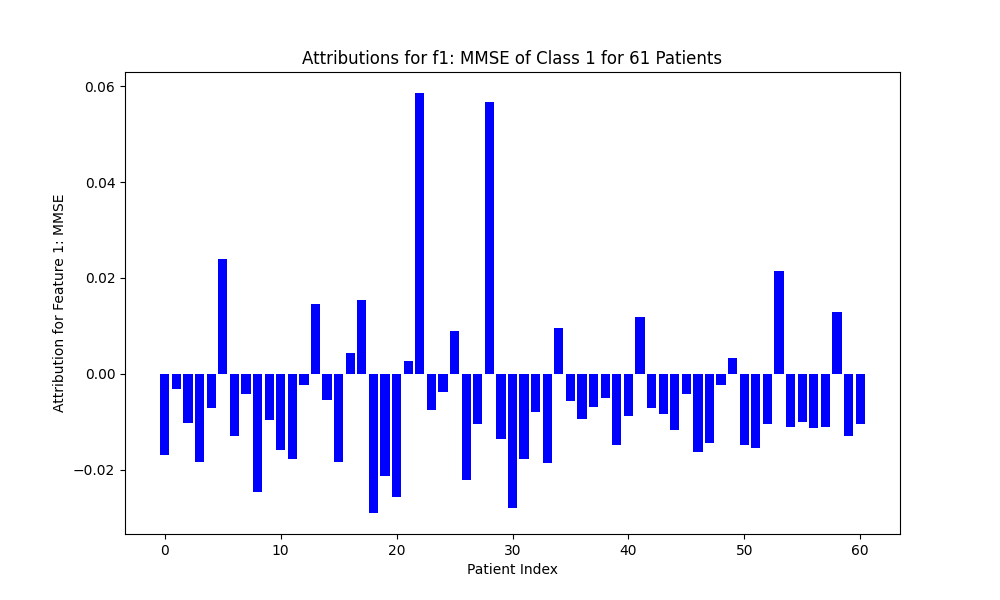 Attributions for f1: MMSE of Class 1 for 61 Patients
Attribution for Feature 1: MMSE
0.06
0.04
0.02
0.00
−0.02
0 10 20 30 40 50 60
Patient Index